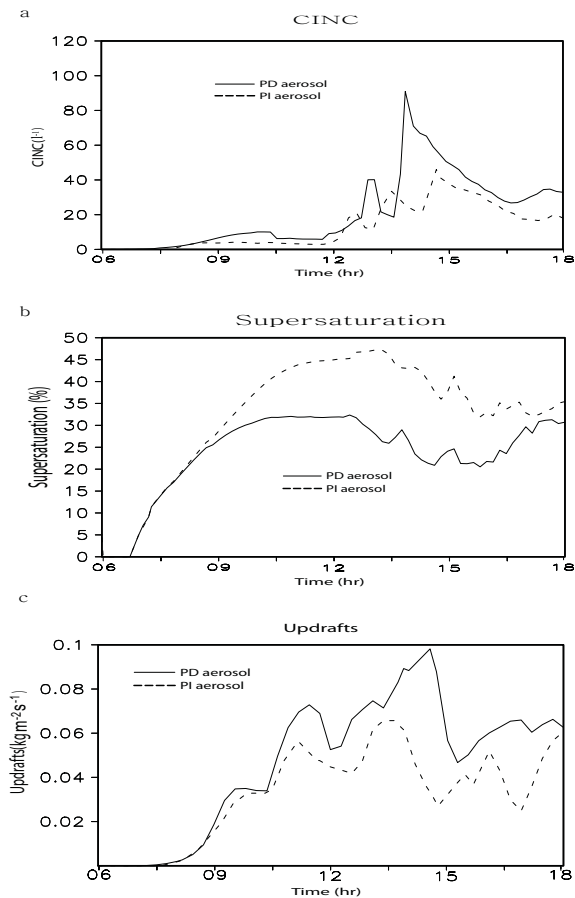 a
CINC
120
100
80
60
40
20
0
CINC(l⁻¹)
PD aerosol
PI aerosol
06 09 12 15 18
Time (hr)
b
Supersaturation
50
45
40
35
30
25
20
15
10
5
0
Supersaturation (%)
PD aerosol
PI aerosol
06 09 12 15 18
Time (hr)
c
Updrafts
0.1
0.08
0.06
0.04
0.02
Updrafts(kgm⁻²s⁻¹)
PD aerosol
PI aerosol
06 09 12 15 18
Time (hr)